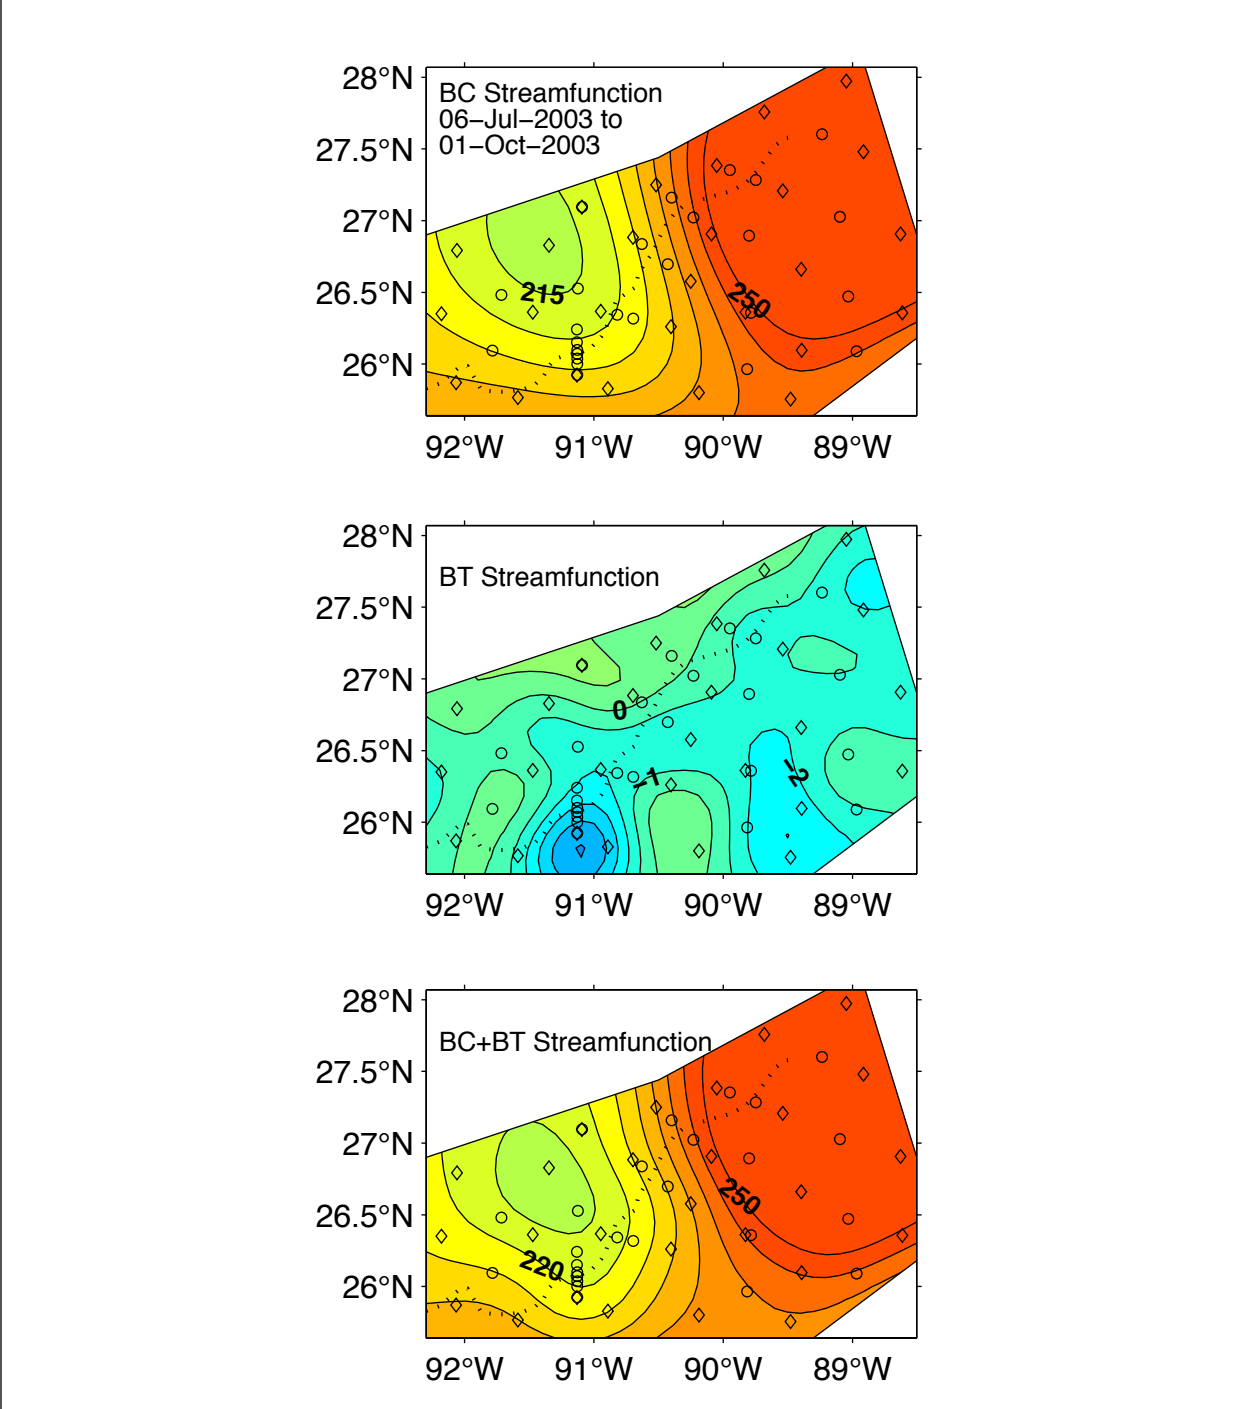 28°N
BC Streamfunction
06−Jul−2003 to
01−Oct−2003
27.5°N
27°N
26.5°N
215
250
26°N
92°W 91°W 90°W 89°W
28°N
BT Streamfunction
27.5°N
27°N
0
26.5°N
−1
−2
26°N
92°W 91°W 90°W 89°W
28°N
BC+BT Streamfunction
27.5°N
27°N
250
26.5°N
220
26°N
92°W 91°W 90°W 89°W